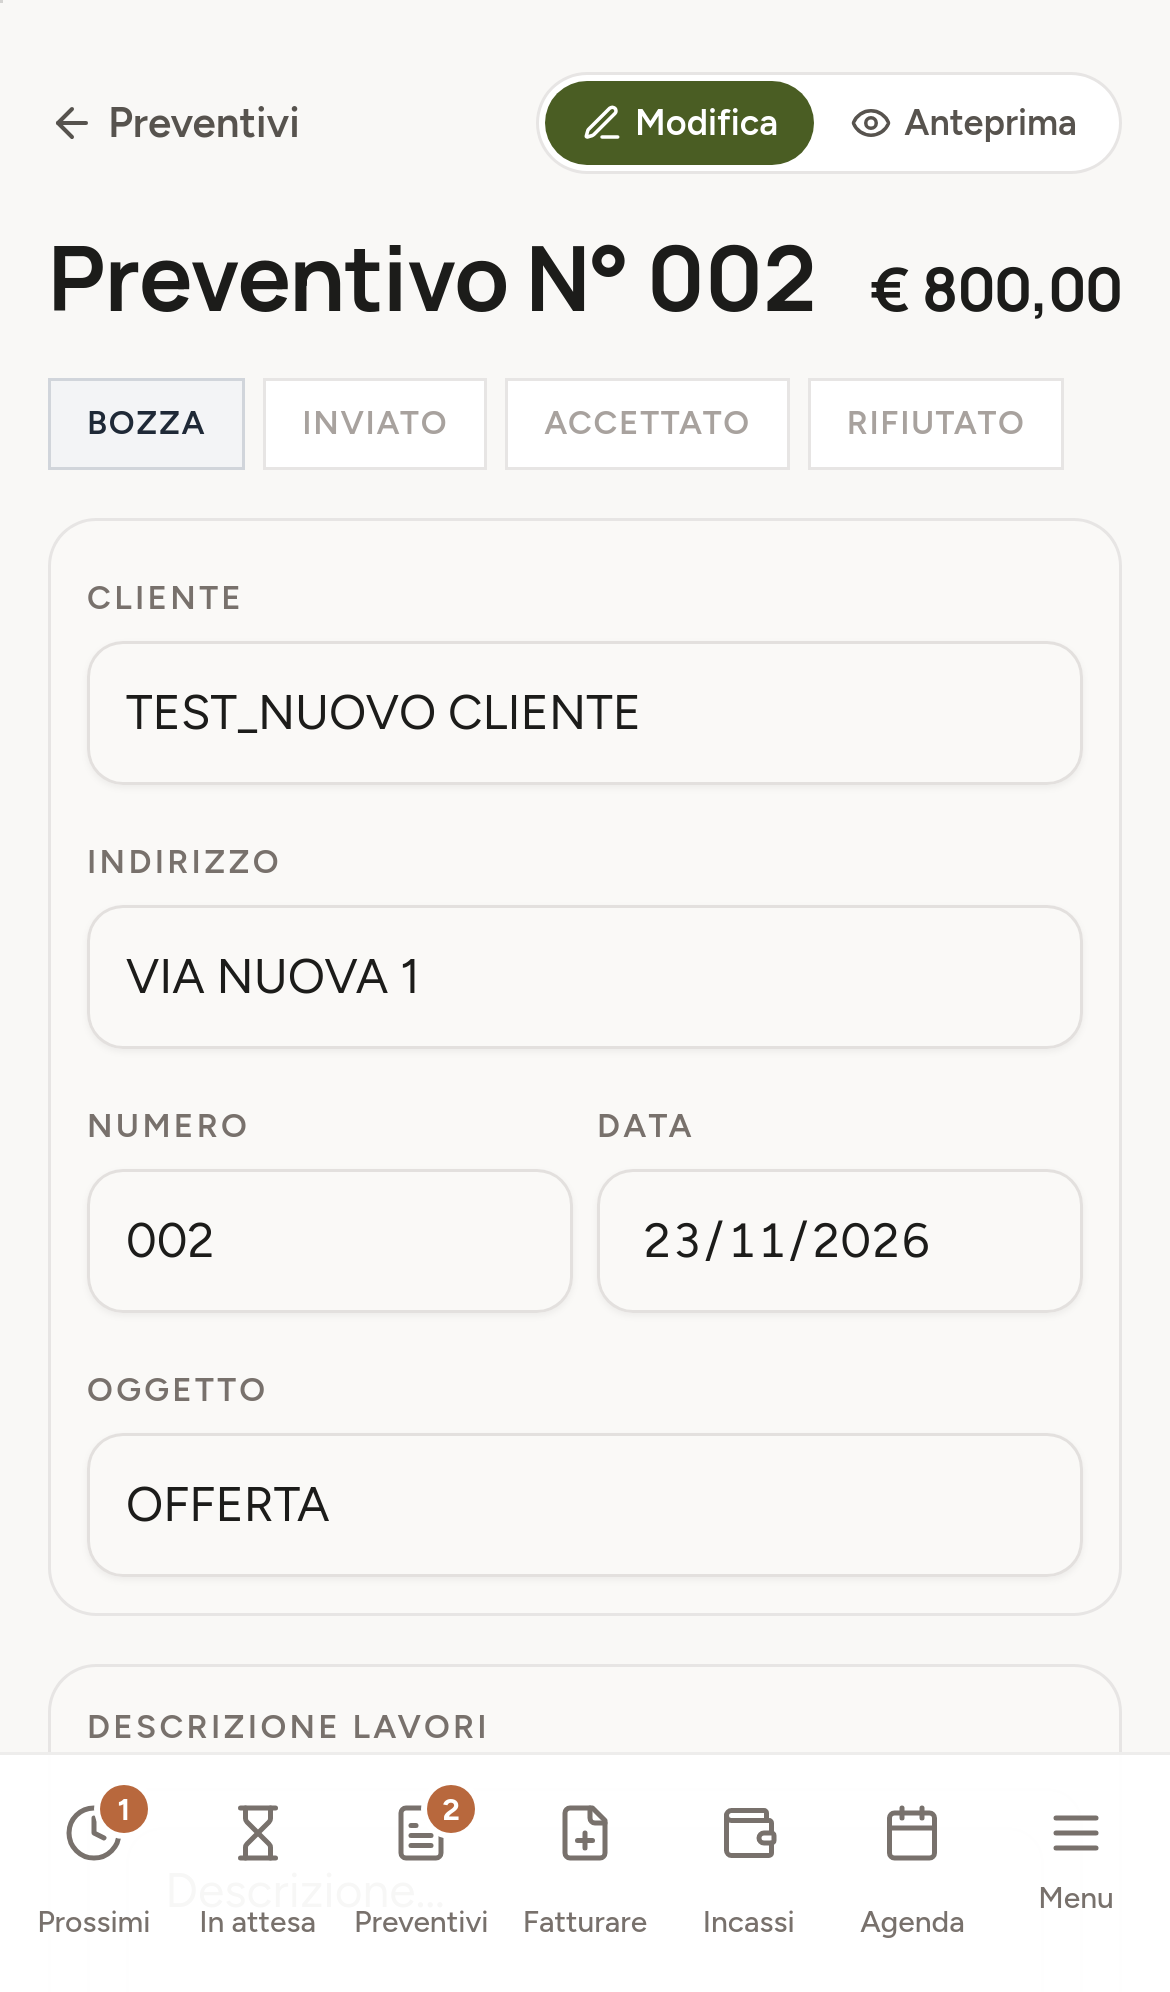 Preventivi
Modifica
Anteprima
Preventivo N° 002
€ 800,00
BOZZA
INVIATO
ACCETTATO
RIFIUTATO
CLIENTE
TEST_NUOVO CLIENTE
INDIRIZZO
VIA NUOVA 1
NUMERO
DATA
002
23/11/2026
OGGETTO
OFFERTA
DESCRIZIONE LAVORI
1
2
Descrizione...
Prossimi
In attesa
Preventivi
Fatturare
Incassi
Agenda
Menu